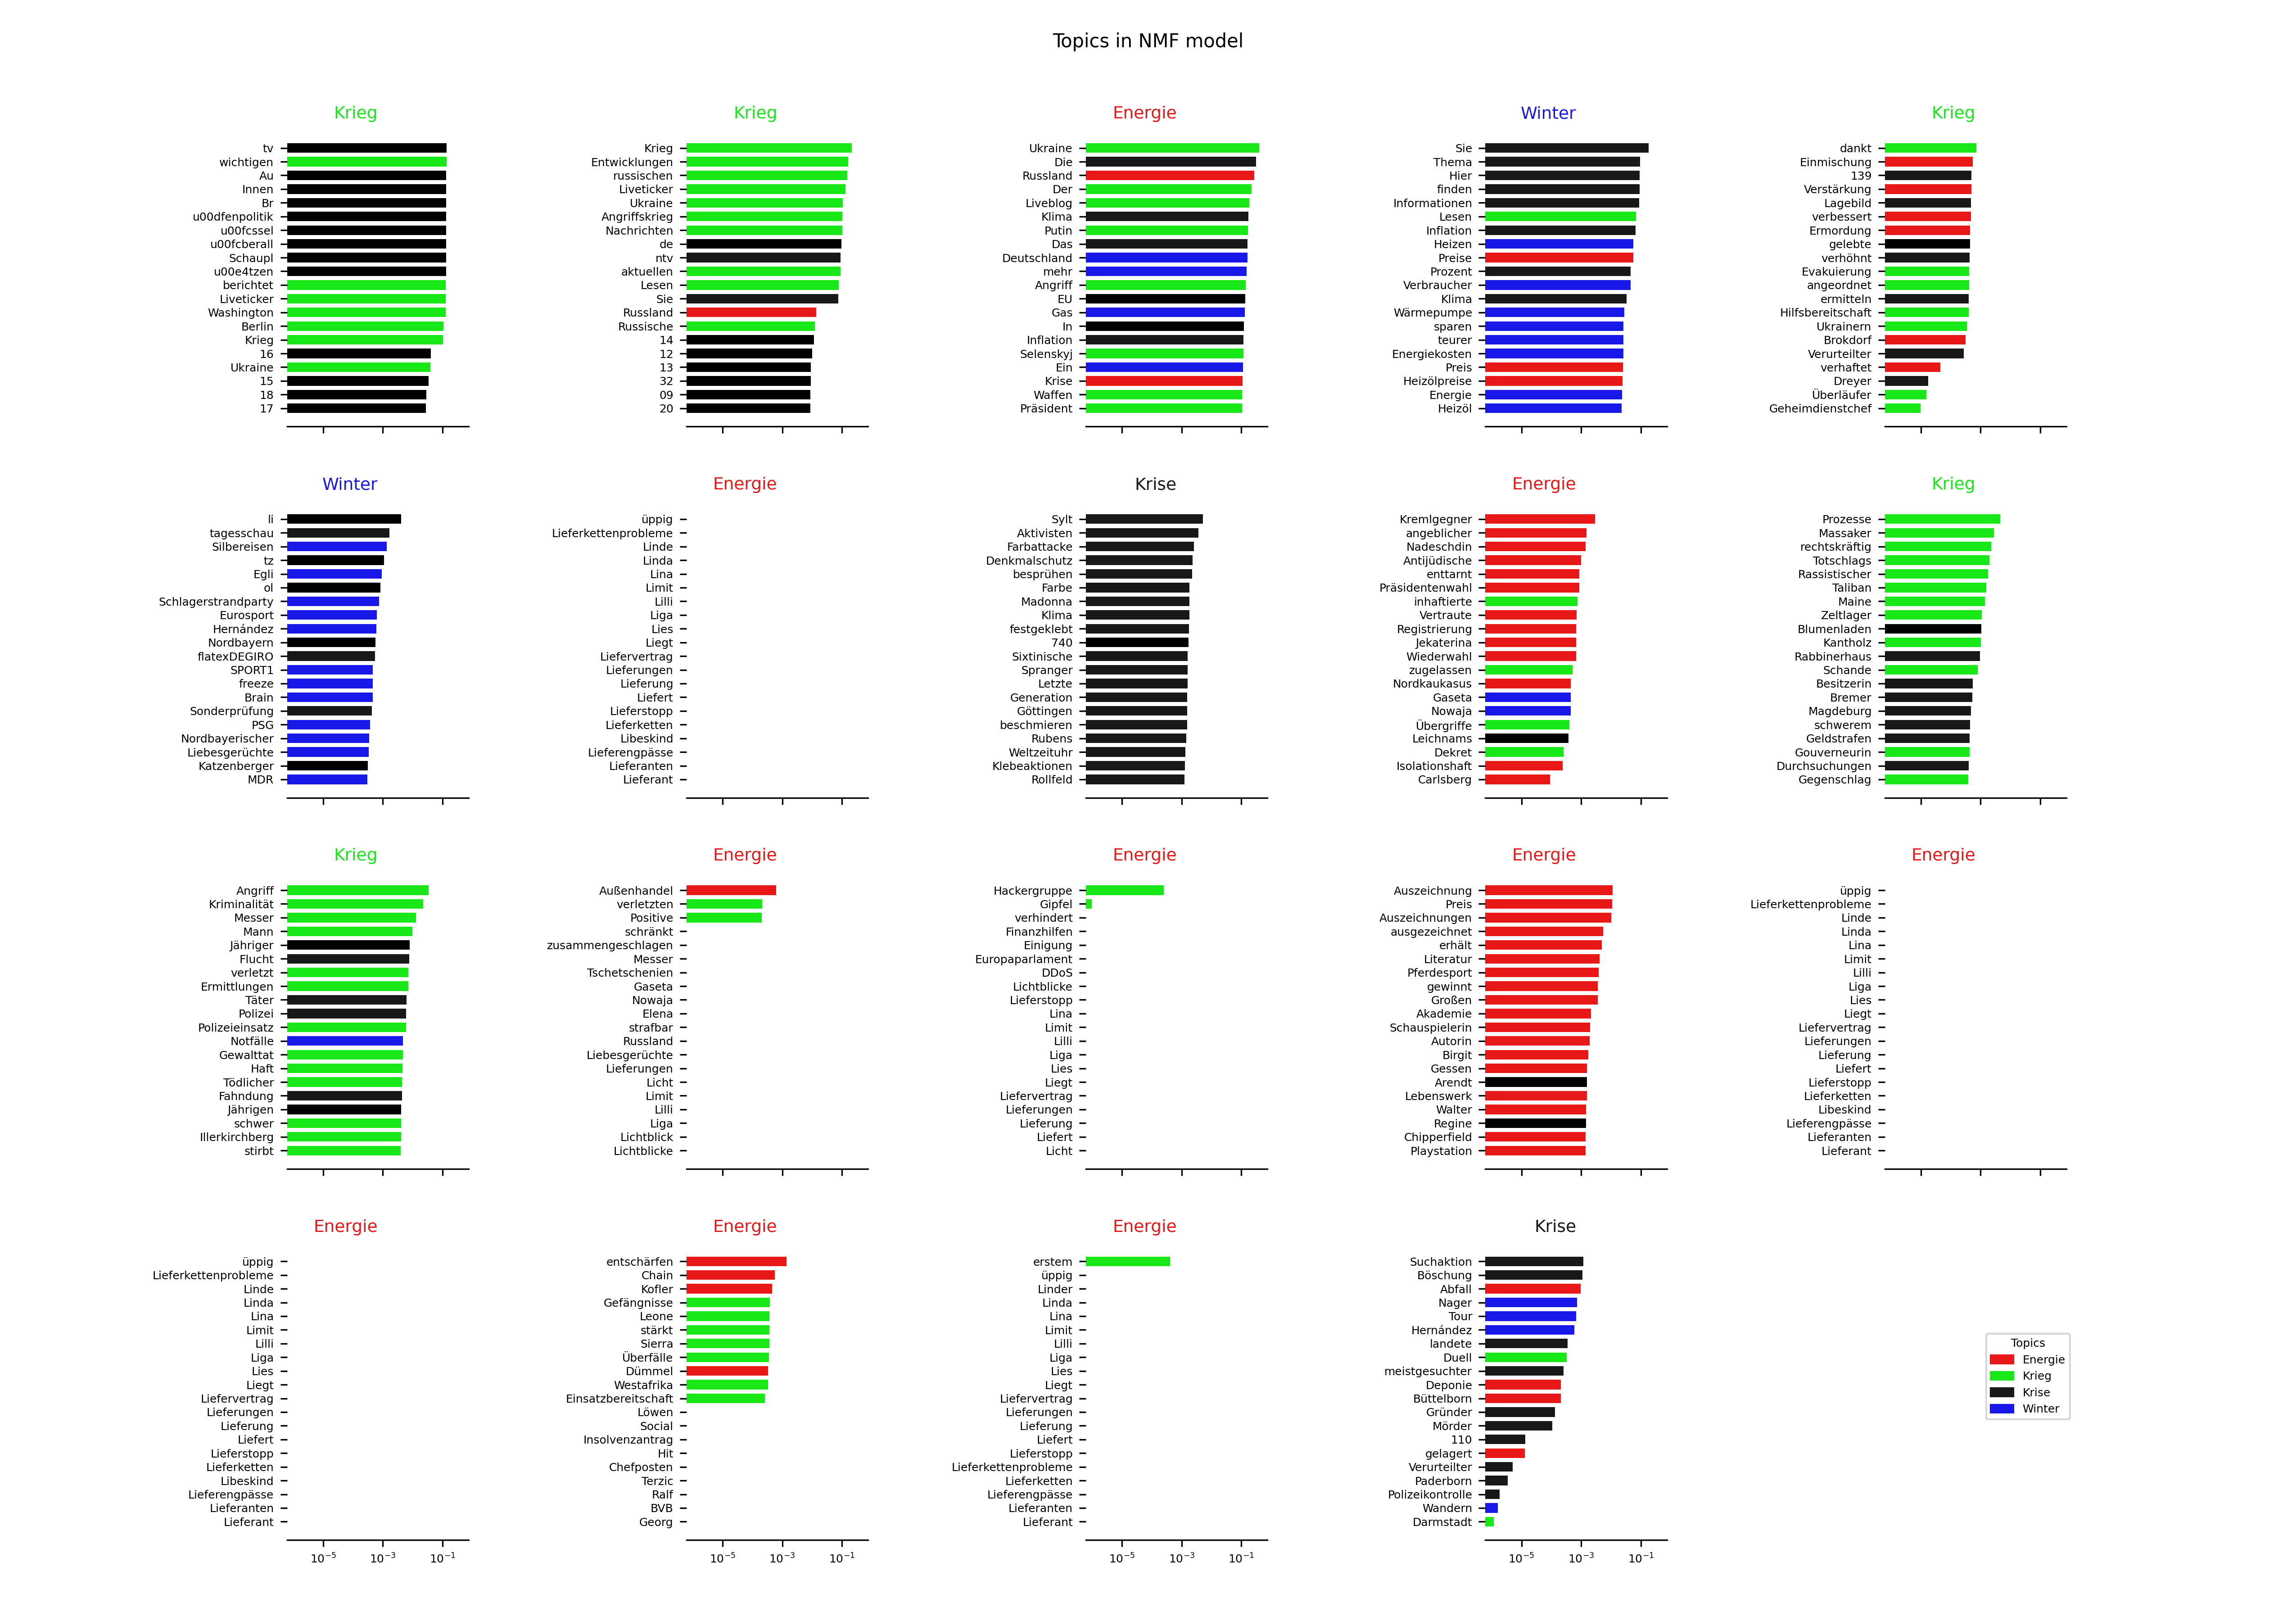 Topics in NMF model
Krieg
tv
wichtigen
Au
Innen
Br
u00dfenpolitik
u00fcssel
u00fcberall
Schaupl
u00e4tzen
berichtet
Liveticker
Washington
Berlin
Krieg
16
Ukraine
15
18
17
Krieg
Krieg
Entwicklungen
russischen
Liveticker
Ukraine
Angriffskrieg
Nachrichten
de
ntv
aktuellen
Lesen
Sie
Russland
Russische
14
12
13
32
09
20
Energie
Ukraine
Die
Russland
Der
Liveblog
Klima
Putin
Das
Deutschland
mehr
Angriff
EU
Gas
In
Inflation
Selenskyj
Ein
Krise
Waffen
Präsident
Winter
Sie
Thema
Hier
finden
Informationen
Lesen
Inflation
Heizen
Preise
Prozent
Verbraucher
Klima
Wärmepumpe
sparen
teurer
Energiekosten
Preis
Heizölpreise
Energie
Heizöl
Krieg
dankt
Einmischung
139
Verstärkung
Lagebild
verbessert
Ermordung
gelebte
verhöhnt
Evakuierung
angeordnet
ermitteln
Hilfsbereitschaft
Ukrainern
Brokdorf
Verurteilter
verhaftet
Dreyer
Überläufer
Geheimdienstchef
Winter
li
tagesschau
Silbereisen
tz
Egli
ol
Schlagerstrandparty
Eurosport
Hernández
Nordbayern
flatexDEGIRO
SPORT1
freeze
Brain
Sonderprüfung
PSG
Nordbayerischer
Liebesgerüchte
Katzenberger
MDR
Energie
üppig
Lieferkettenprobleme
Linde
Linda
Lina
Limit
Lilli
Liga
Lies
Liegt
Liefervertrag
Lieferungen
Lieferung
Liefert
Lieferstopp
Lieferketten
Libeskind
Lieferengpässe
Lieferanten
Lieferant
Krise
Sylt
Aktivisten
Farbattacke
Denkmalschutz
besprühen
Farbe
Madonna
Klima
festgeklebt
740
Sixtinische
Spranger
Letzte
Generation
Göttingen
beschmieren
Rubens
Weltzeituhr
Klebeaktionen
Rollfeld
Energie
Kremlgegner
angeblicher
Nadeschdin
Antijüdische
enttarnt
Präsidentenwahl
inhaftierte
Vertraute
Registrierung
Jekaterina
Wiederwahl
zugelassen
Nordkaukasus
Gaseta
Nowaja
Übergriffe
Leichnams
Dekret
Isolationshaft
Carlsberg
Krieg
Prozesse
Massaker
rechtskräftig
Totschlags
Rassistischer
Taliban
Maine
Zeltlager
Blumenladen
Kantholz
Rabbinerhaus
Schande
Besitzerin
Bremer
Magdeburg
schwerem
Geldstrafen
Gouverneurin
Durchsuchungen
Gegenschlag
Krieg
Angriff
Kriminalität
Messer
Mann
Jähriger
Flucht
verletzt
Ermittlungen
Täter
Polizei
Polizeieinsatz
Notfälle
Gewalttat
Haft
Tödlicher
Fahndung
Jährigen
schwer
Illerkirchberg
stirbt
Energie
Außenhandel
verletzten
Positive
schränkt
zusammengeschlagen
Messer
Tschetschenien
Gaseta
Nowaja
Elena
strafbar
Russland
Liebesgerüchte
Lieferungen
Licht
Limit
Lilli
Liga
Lichtblick
Lichtblicke
Energie
Hackergruppe
Gipfel
verhindert
Finanzhilfen
Einigung
Europaparlament
DDoS
Lichtblicke
Lieferstopp
Lina
Limit
Lilli
Liga
Lies
Liegt
Liefervertrag
Lieferungen
Lieferung
Liefert
Licht
Energie
Auszeichnung
Preis
Auszeichnungen
ausgezeichnet
erhält
Literatur
Pferdesport
gewinnt
Großen
Akademie
Schauspielerin
Autorin
Birgit
Gessen
Arendt
Lebenswerk
Walter
Regine
Chipperfield
Playstation
Energie
üppig
Lieferkettenprobleme
Linde
Linda
Lina
Limit
Lilli
Liga
Lies
Liegt
Liefervertrag
Lieferungen
Lieferung
Liefert
Lieferstopp
Lieferketten
Libeskind
Lieferengpässe
Lieferanten
Lieferant
Energie
üppig
Lieferkettenprobleme
Linde
Linda
Lina
Limit
Lilli
Liga
Lies
Liegt
Liefervertrag
Lieferungen
Lieferung
Liefert
Lieferstopp
Lieferketten
Libeskind
Lieferengpässe
Lieferanten
Lieferant
10⁻⁵ 10⁻³ 10⁻¹
Energie
entschärfen
Chain
Kofler
Gefängnisse
Leone
stärkt
Sierra
Überfälle
Dümmel
Westafrika
Einsatzbereitschaft
Löwen
Social
Insolvenzantrag
Hit
Chefposten
Terzic
Ralf
BVB
Georg
10⁻⁵ 10⁻³ 10⁻¹
Energie
erstem
üppig
Linder
Linda
Lina
Limit
Lilli
Liga
Lies
Liegt
Liefervertrag
Lieferungen
Lieferung
Liefert
Lieferstopp
Lieferkettenprobleme
Lieferketten
Lieferengpässe
Lieferanten
Lieferant
10⁻⁵ 10⁻³ 10⁻¹
Krise
Suchaktion
Böschung
Abfall
Nager
Tour
Hernández
landete
Duell
meistgesuchter
Deponie
Büttelborn
Gründer
Mörder
110
gelagert
Verurteilter
Paderborn
Polizeikontrolle
Wandern
Darmstadt
10⁻⁵ 10⁻³ 10⁻¹
Topics
Energie
Krieg
Krise
Winter